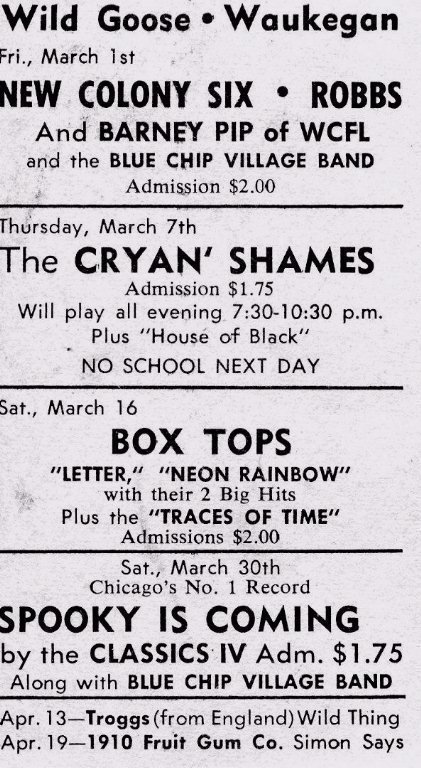 Wild Goose • Waukegan
Fri., March 1st
NEW COLONY SIX • ROBBS
And BARNEY PIP of WCFL
and the BLUE CHIP VILLAGE BAND
Admission $2.00
Thursday, March 7th
The CRYAN' SHAMES
Admission $1.75
Will play all evening 7:30-10:30 p.m.
Plus "House of Black"
NO SCHOOL NEXT DAY
Sat., March 16
BOX TOPS
"LETTER," "NEON RAINBOW"
with their 2 Big Hits
Plus the "TRACES OF TIME"
Admissions $2.00
Sat., March 30th
Chicago's No. 1 Record
SPOOKY IS COMING
by the CLASSICS IV Adm. $1.75
Along with BLUE CHIP VILLAGE BAND
Apr. 13—Troggs (from England) Wild Thing
Apr. 19—1910 Fruit Gum Co. Simon Says